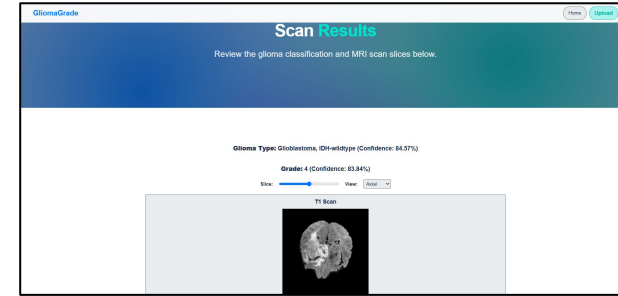 GliomaGrade
Home Upload
Scan Results
Review the glioma classification and MRI scan slices below.
Glioma Type: Glioblastoma, IDH-wildtype (Confidence: 84.57%)
Grade: 4 (Confidence: 83.84%)
Slice: View: Axial
T1 Scan